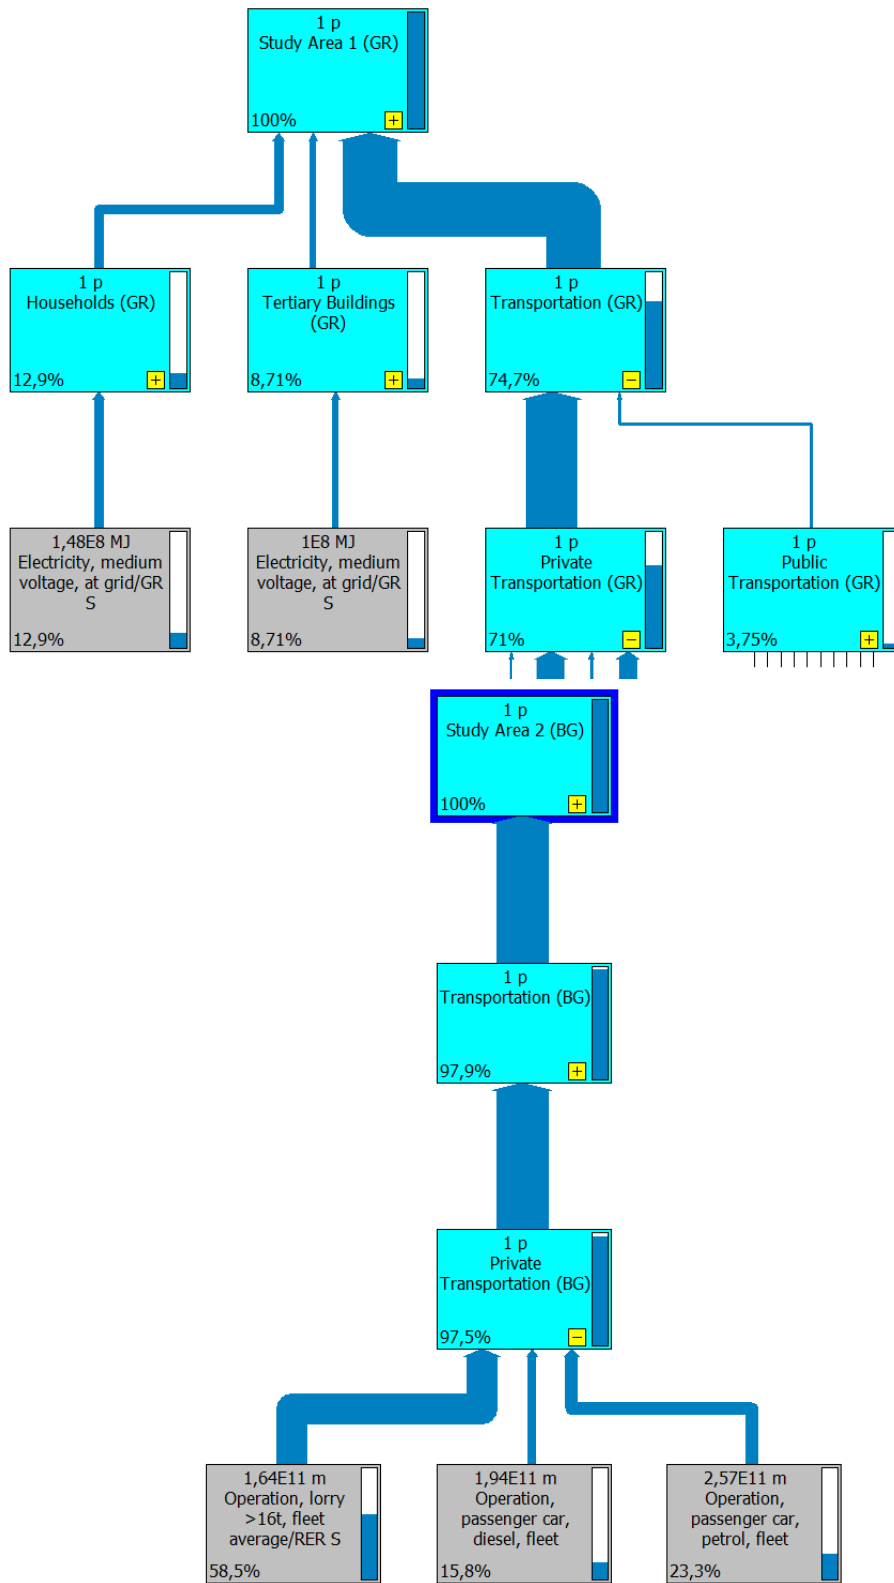 1 p
Study Area 1 (GR)
100%
+
1 p
Households (GR)
12,9%
+
1 p
Tertiary Buildings
(GR)
8,71%
+
1 p
Transportation (GR)
74,7%
−
1,48E8 MJ
Electricity, medium
voltage, at grid/GR
S
12,9%
1E8 MJ
Electricity, medium
voltage, at grid/GR
S
8,71%
1 p
Private
Transportation (GR)
71%
−
1 p
Public
Transportation (GR)
3,75%
+
1 p
Study Area 2 (BG)
100%
+
1 p
Transportation (BG)
97,9%
+
1 p
Private
Transportation (BG)
97,5%
−
1,64E11 m
Operation, lorry
>16t, fleet
average/RER S
58,5%
1,94E11 m
Operation,
passenger car,
diesel, fleet
15,8%
2,57E11 m
Operation,
passenger car,
petrol, fleet
23,3%